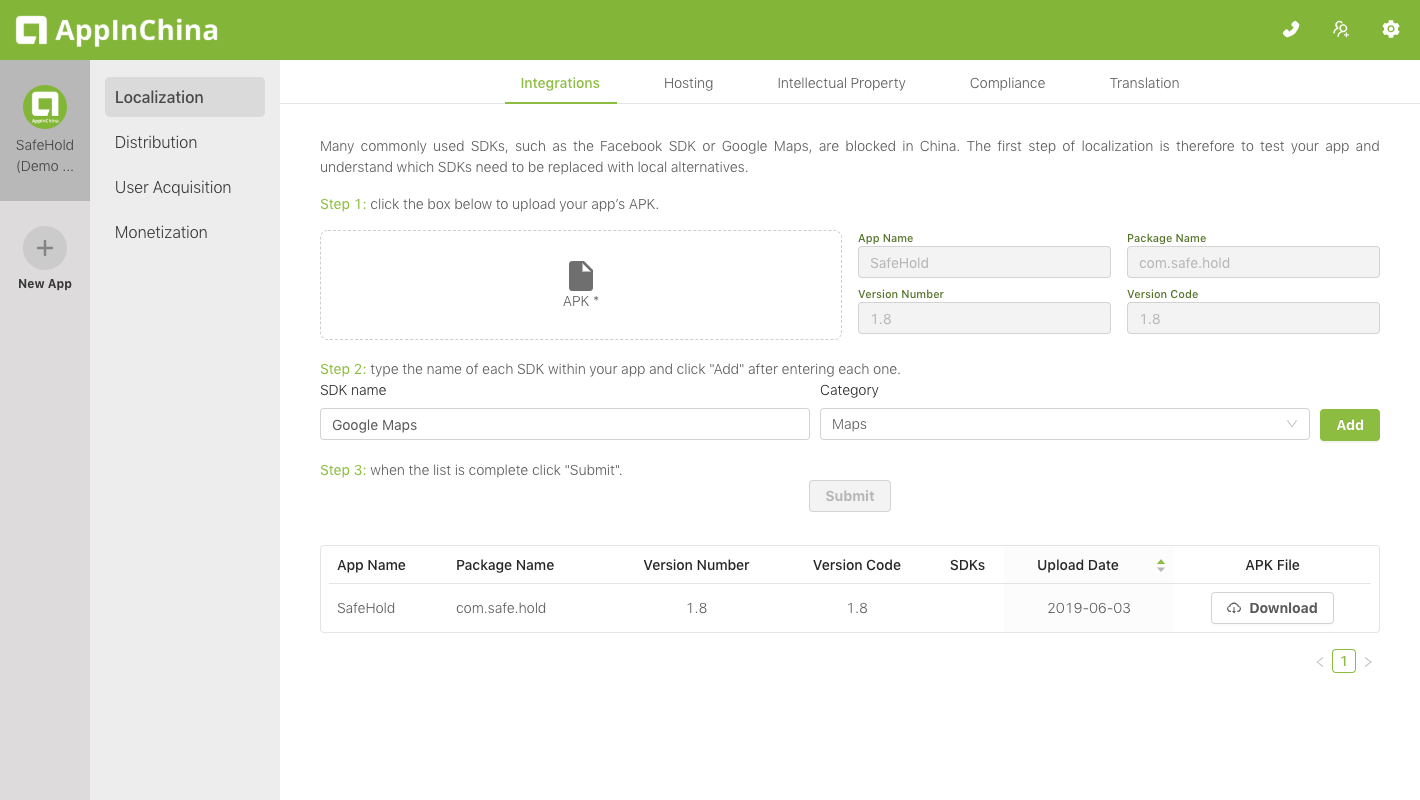 AppInChina
AppInChina
SafeHold
(Demo ...
New App
Localization
Distribution
User Acquisition
Monetization
Integrations
Hosting
Intellectual Property
Compliance
Translation
Many commonly used SDKs, such as the Facebook SDK or Google Maps, are blocked in China. The first step of localization is therefore to test your app and
understand which SDKs need to be replaced with local alternatives.
Step 1: click the box below to upload your app’s APK.
APK *
App Name
SafeHold
Package Name
com.safe.hold
Version Number
1.8
Version Code
1.8
Step 2: type the name of each SDK within your app and click "Add" after entering each one.
SDK name
Google Maps
Category
Maps
Add
Step 3: when the list is complete click "Submit".
Submit
App Name Package Name Version Number Version Code SDKs Upload Date APK File
SafeHold com.safe.hold 1.8 1.8 2019-06-03 Download
1